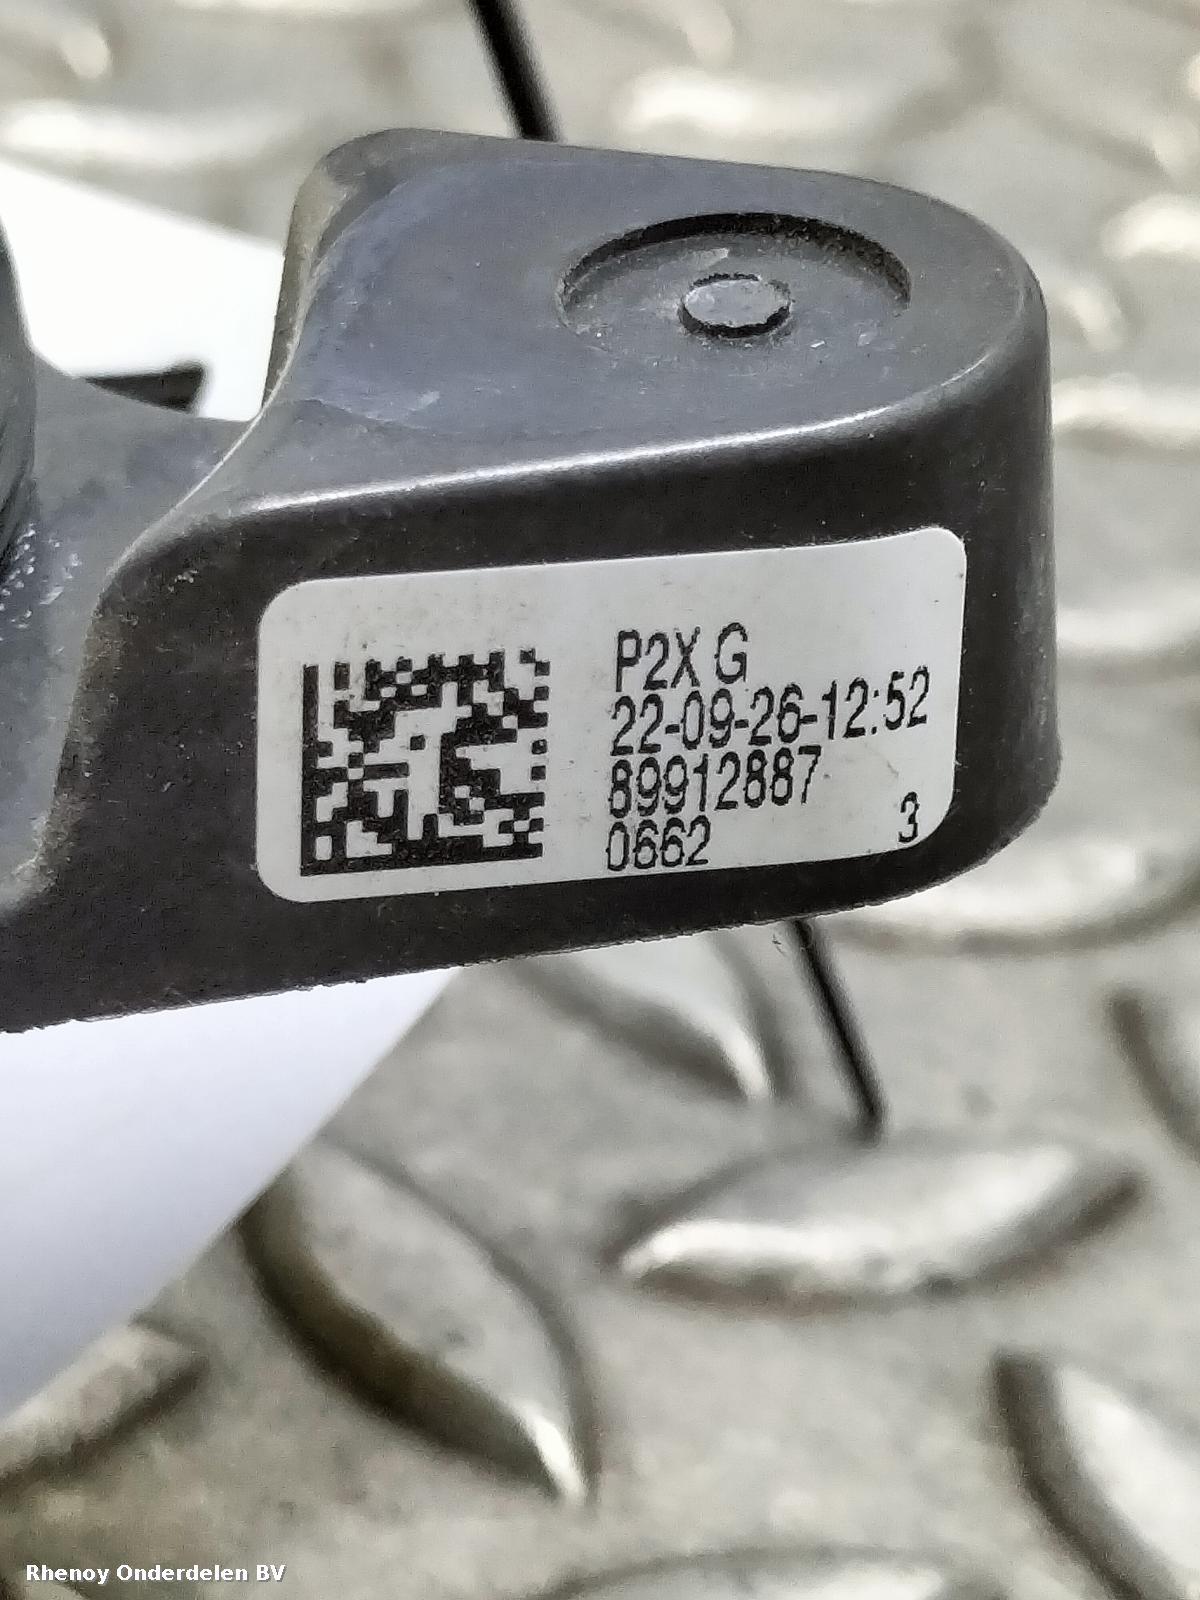 P2X G
22-09-26-12:52
89912887
0662 3
Rhenoy Onderdelen BV